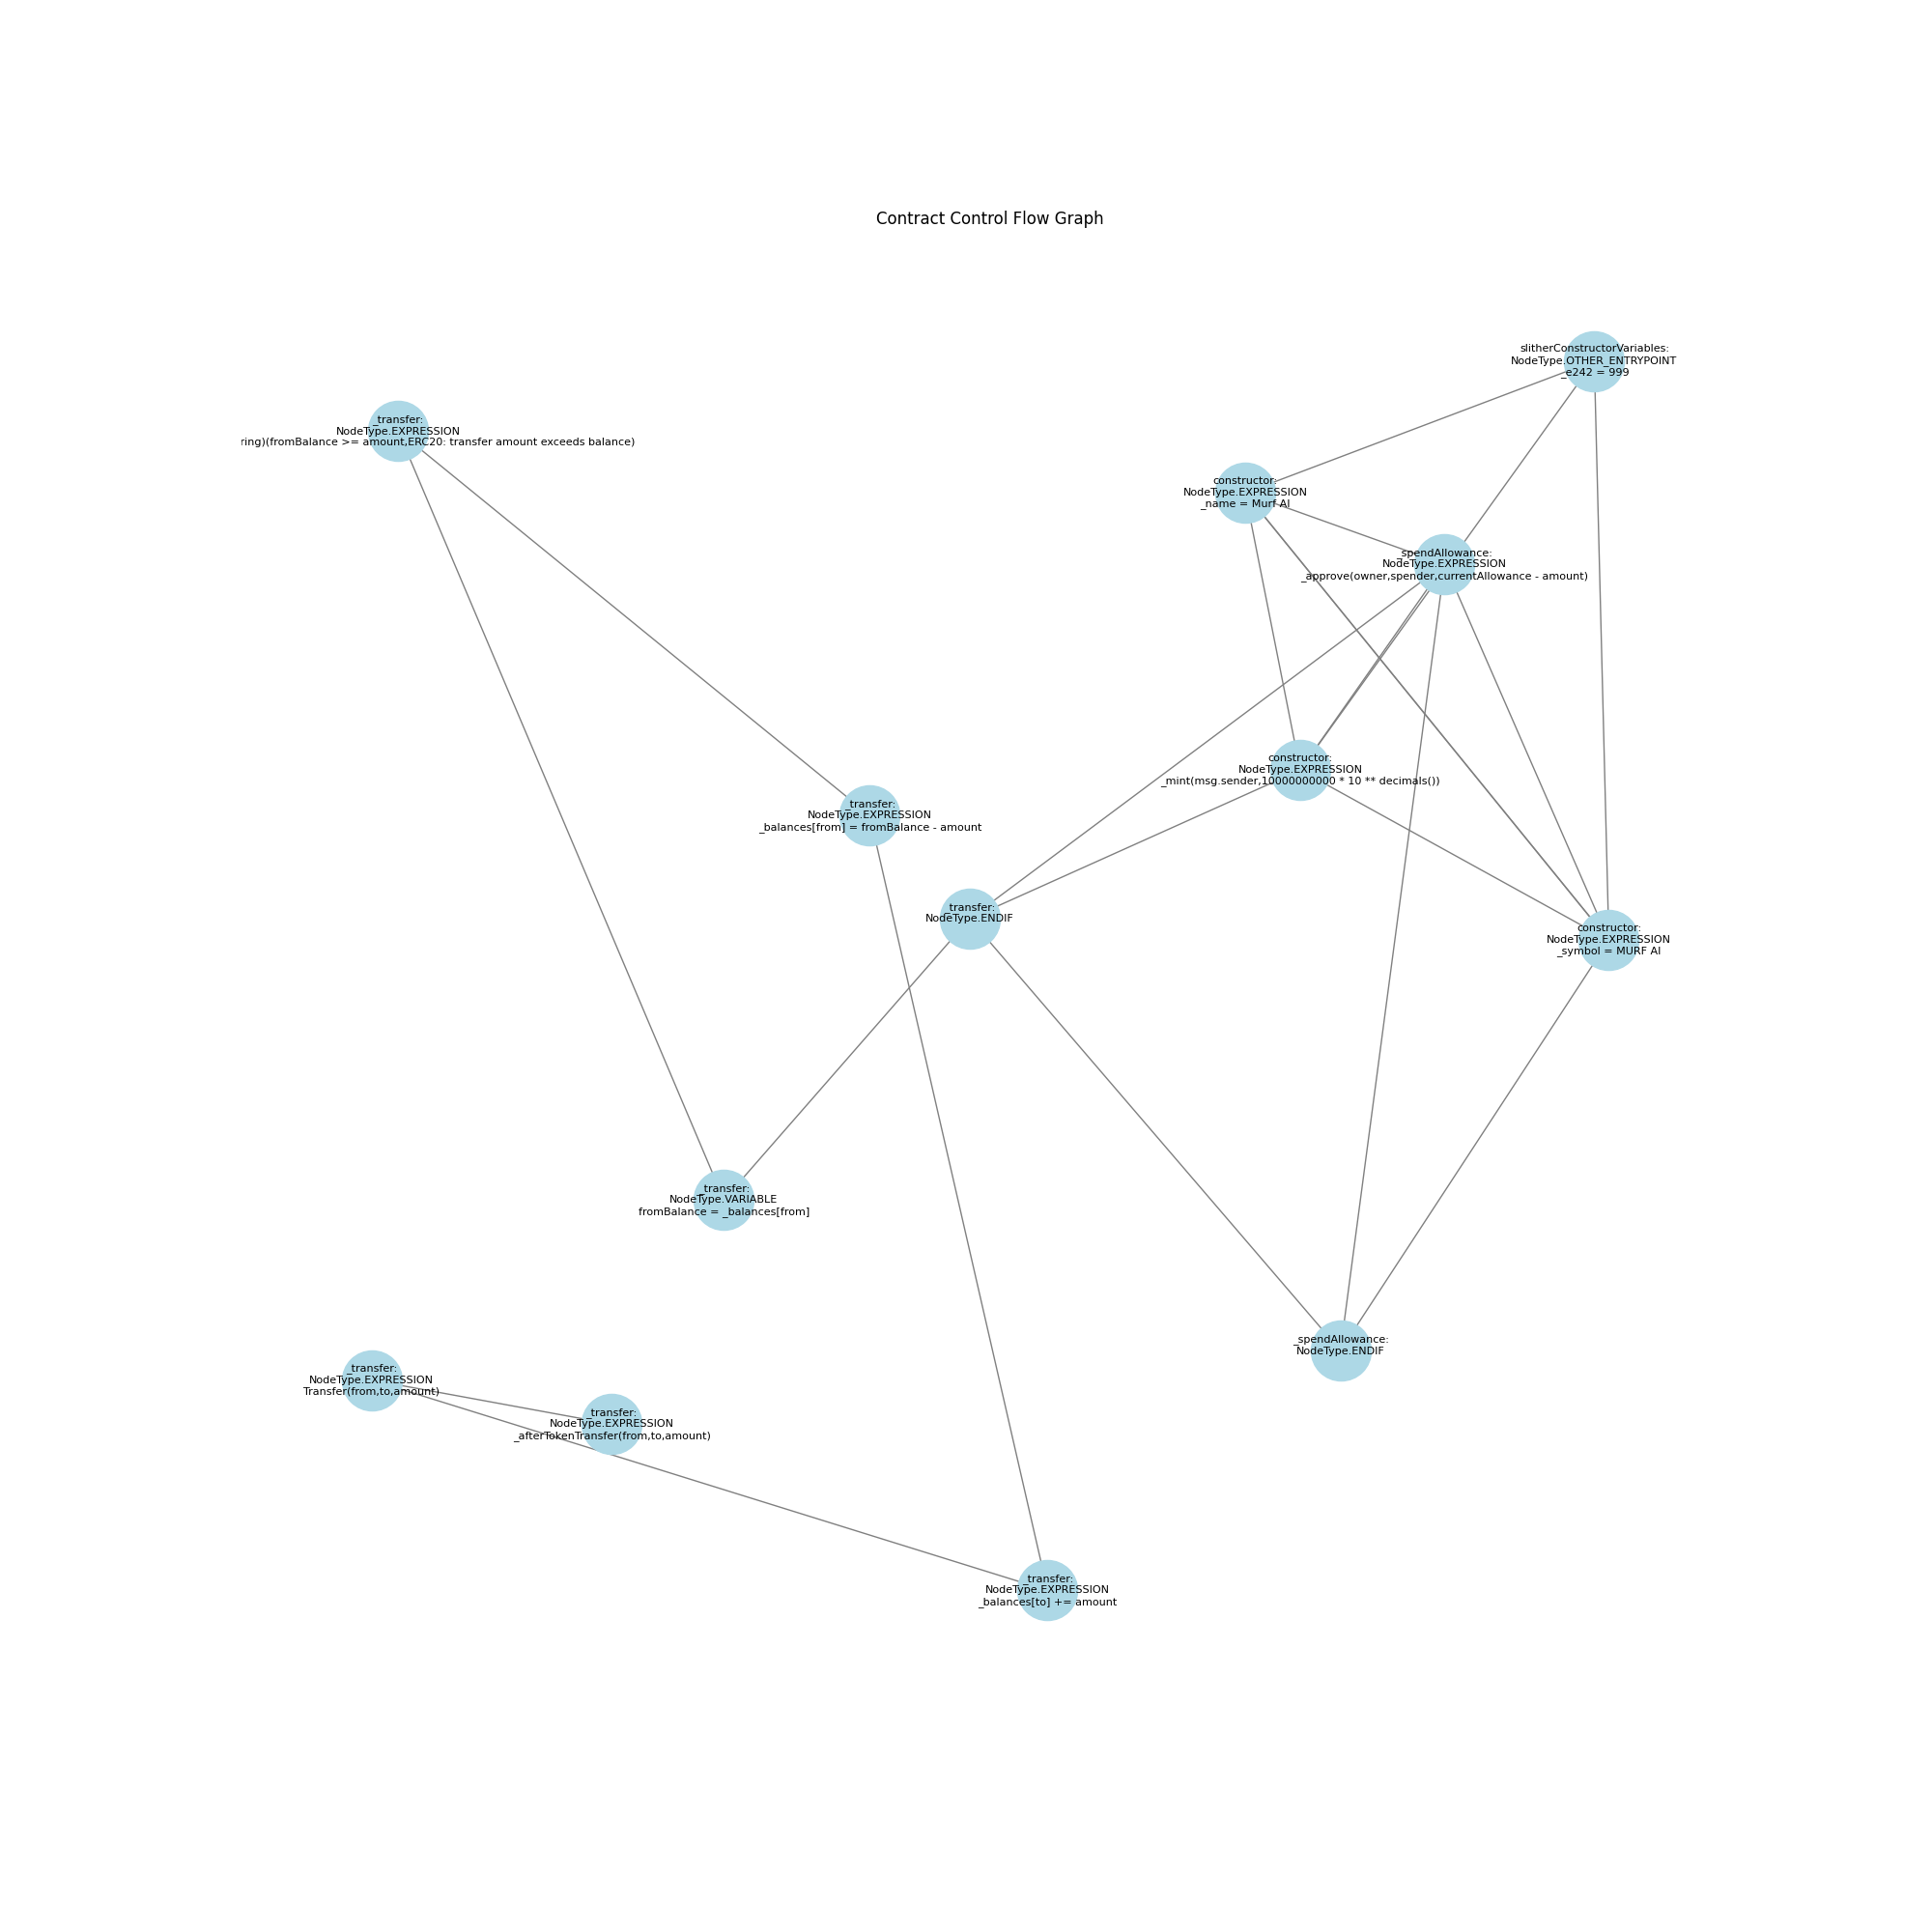 Contract Control Flow Graph
slitherConstructorVariables:
NodeType.OTHER_ENTRYPOINT
_e242 = 999
_transfer:
NodeType.EXPRESSION
ring)(fromBalance >= amount,ERC20: transfer amount exceeds balance)
constructor:
NodeType.EXPRESSION
_name = Murf AI
_spendAllowance:
NodeType.EXPRESSION
_approve(owner,spender,currentAllowance - amount)
constructor:
NodeType.EXPRESSION
_mint(msg.sender,10000000000 * 10 ** decimals())
_transfer:
NodeType.EXPRESSION
_balances[from] = fromBalance - amount
_transfer:
NodeType.ENDIF
constructor:
NodeType.EXPRESSION
_symbol = MURF AI
_transfer:
NodeType.VARIABLE
fromBalance = _balances[from]
_spendAllowance:
NodeType.ENDIF
_transfer:
NodeType.EXPRESSION
Transfer(from,to,amount)
_transfer:
NodeType.EXPRESSION
_afterTokenTransfer(from,to,amount)
_transfer:
NodeType.EXPRESSION
_balances[to] += amount